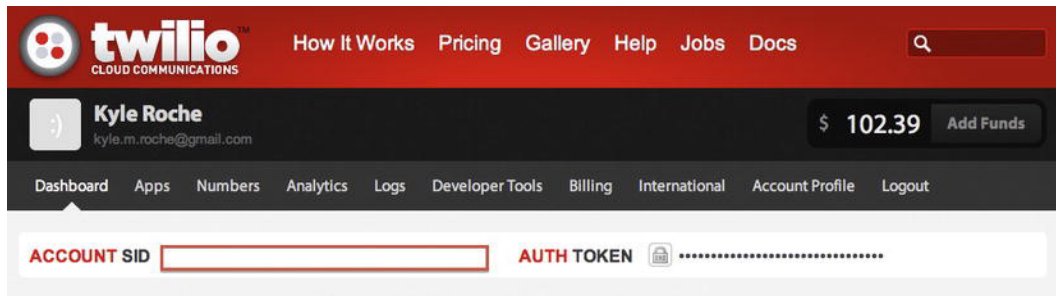 twilio™ How It Works Pricing Gallery Help Jobs Docs
CLOUD COMMUNICATIONS
:) Kyle Roche $ 102.39 Add Funds
kyle.m.roche@gmail.com
Dashboard Apps Numbers Analytics Logs Developer Tools Billing International Account Profile Logout
ACCOUNT SID AUTH TOKEN